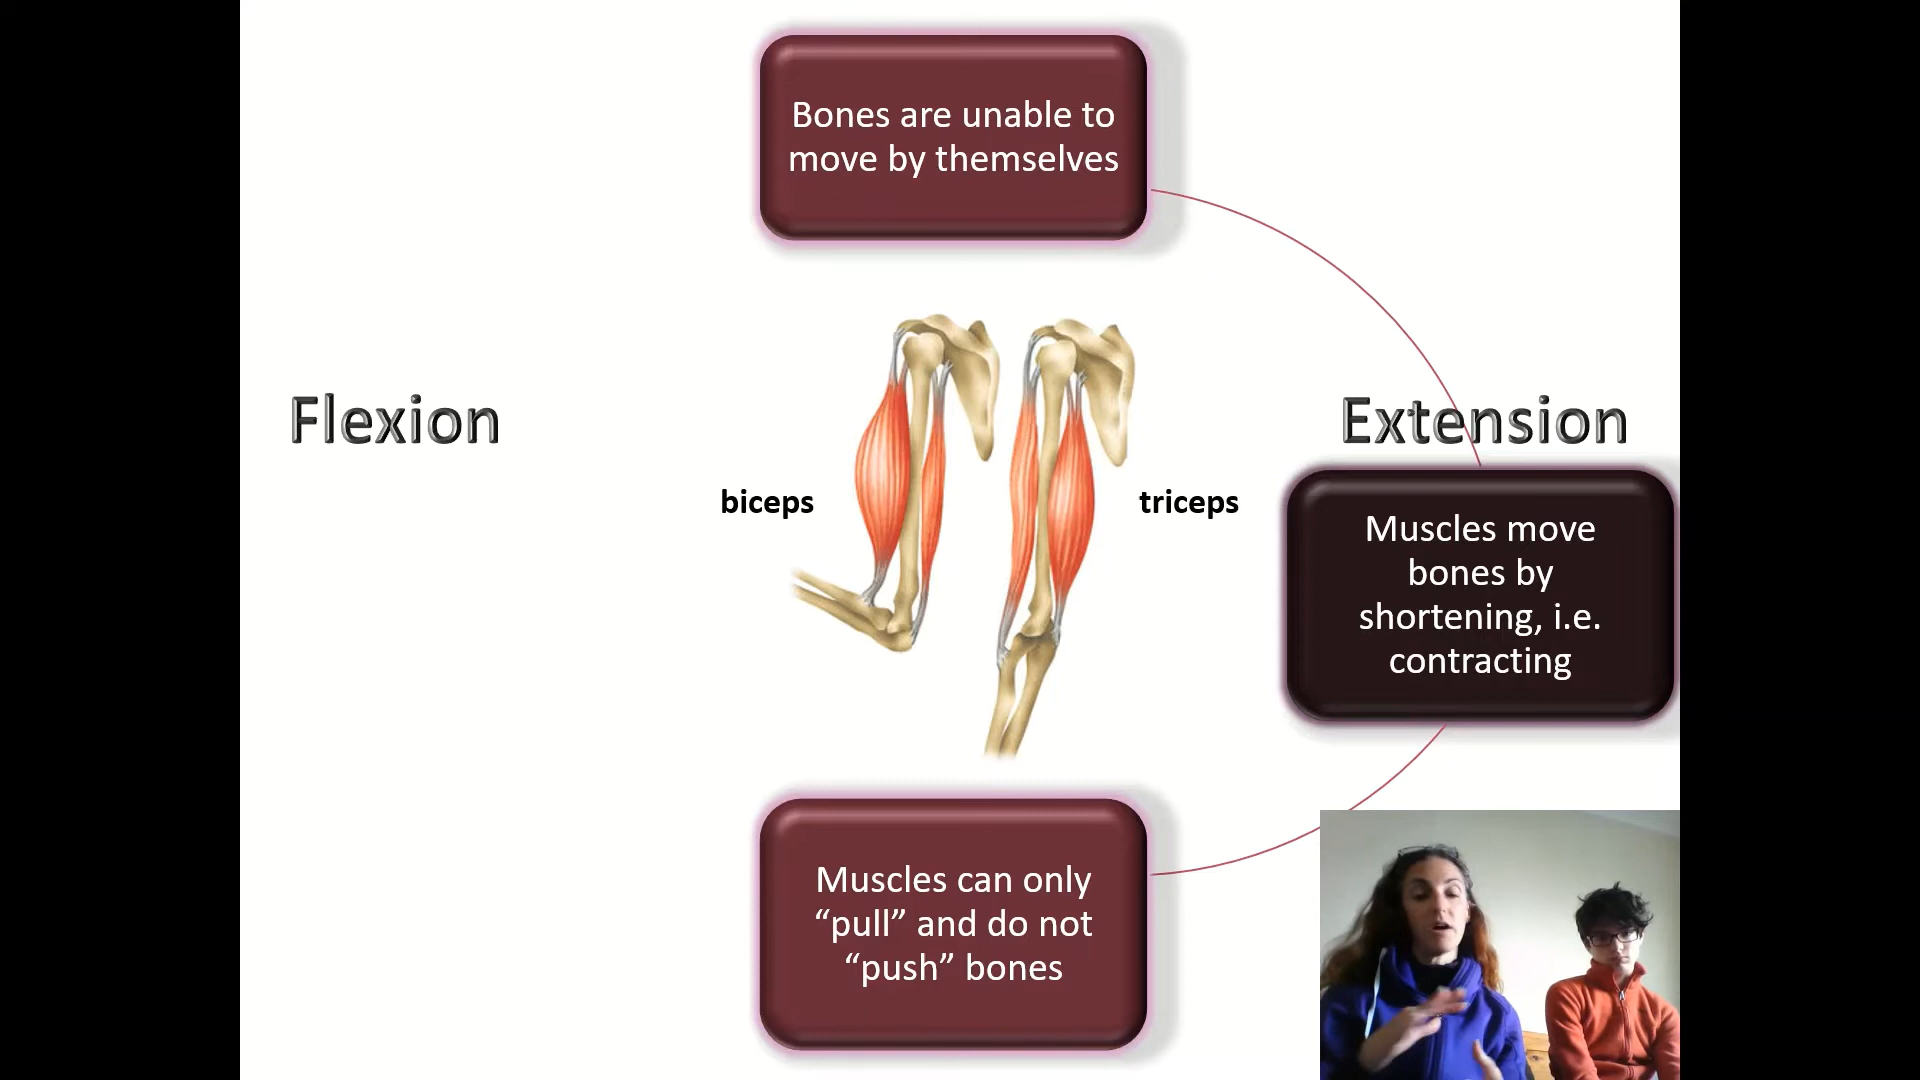 Bones are unable to
move by themselves
Flexion
Extension
biceps
triceps
Muscles move
bones by
shortening, i.e.
contracting
Muscles can only
“pull” and do not
“push” bones